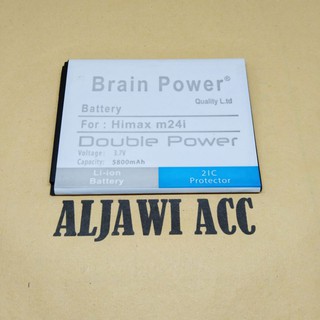 Brain Power®
Quality L.td
Battery
For : Himax m24i
Double Power
Voltage : 3.7V
Capacity : 5800mAh
Li-ion
Battery
2IC
Protector
ALJAWI ACC